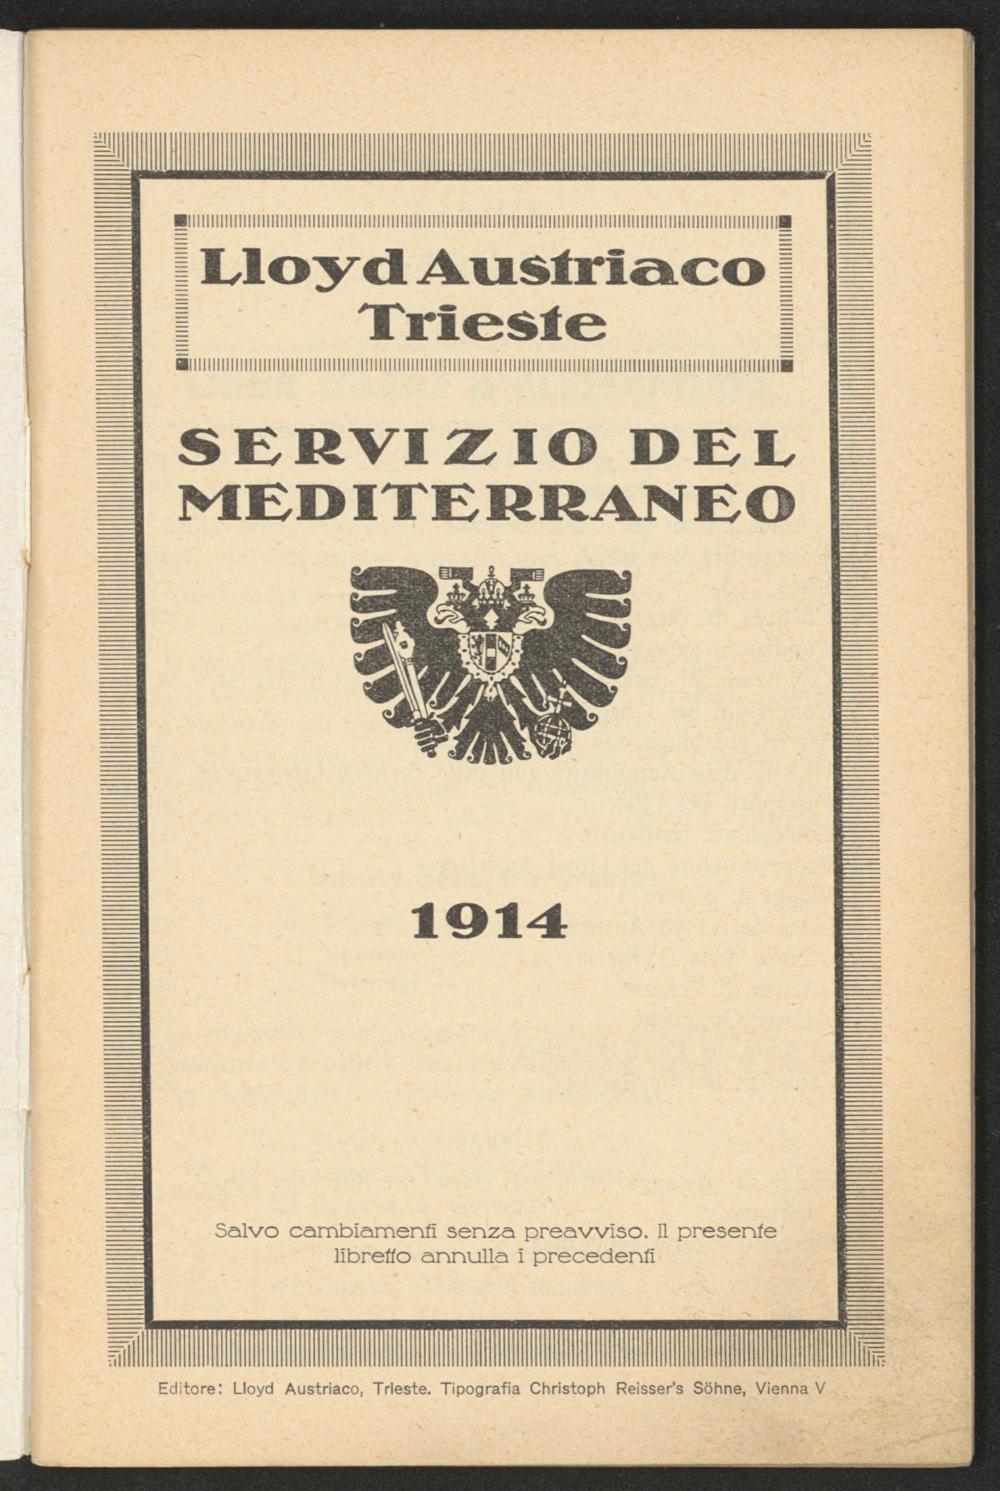 Lloyd Austriaco
Trieste
SERVIZIO DEL
MEDITERRANEO
1914
Salvo cambiamenti senza preavviso. Il presente
libretto annulla i precedenti
Editore: Lloyd Austriaco, Trieste. Tipografia Christoph Reisser's Söhne, Vienna V